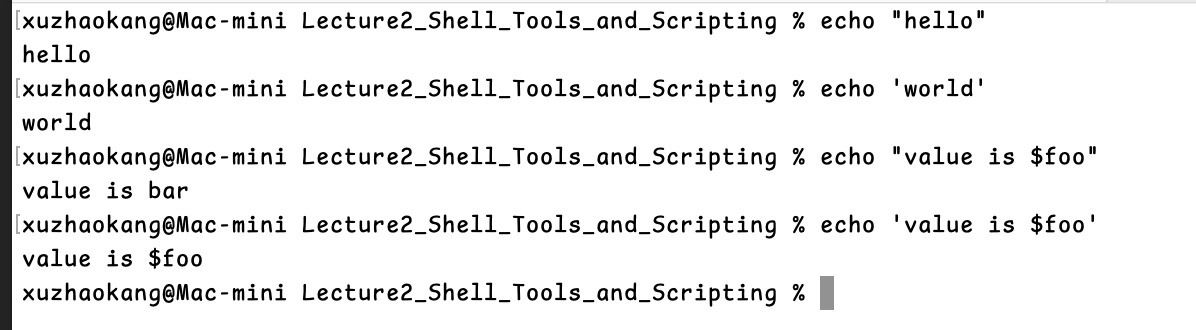 [xuzhaokang@Mac-mini Lecture2_Shell_Tools_and_Scripting % echo "hello"
hello
[xuzhaokang@Mac-mini Lecture2_Shell_Tools_and_Scripting % echo 'world'
world
[xuzhaokang@Mac-mini Lecture2_Shell_Tools_and_Scripting % echo "value is $foo"
value is bar
[xuzhaokang@Mac-mini Lecture2_Shell_Tools_and_Scripting % echo 'value is $foo'
value is $foo
xuzhaokang@Mac-mini Lecture2_Shell_Tools_and_Scripting %